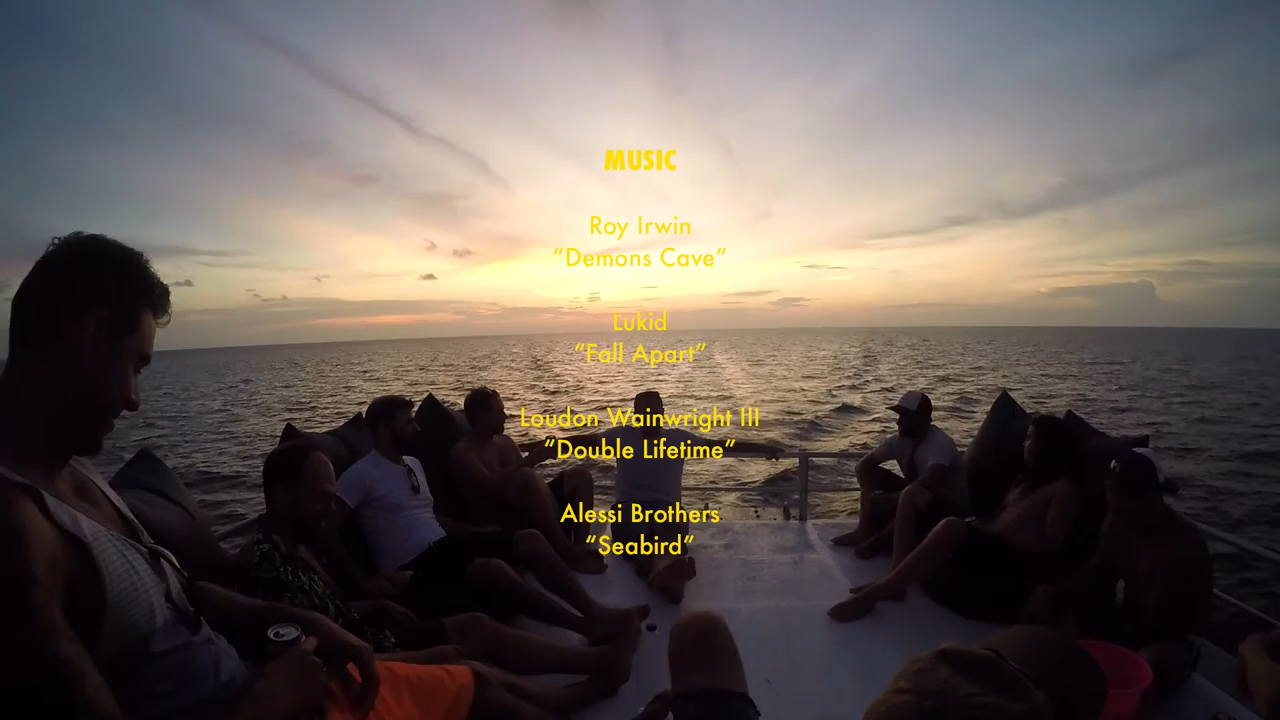 MUSIC
Roy Irwin
“Demons Cave”
Lukid
“Fall Apart”
Loudon Wainwright III
“Double Lifetime”
Alessi Brothers
“Seabird”